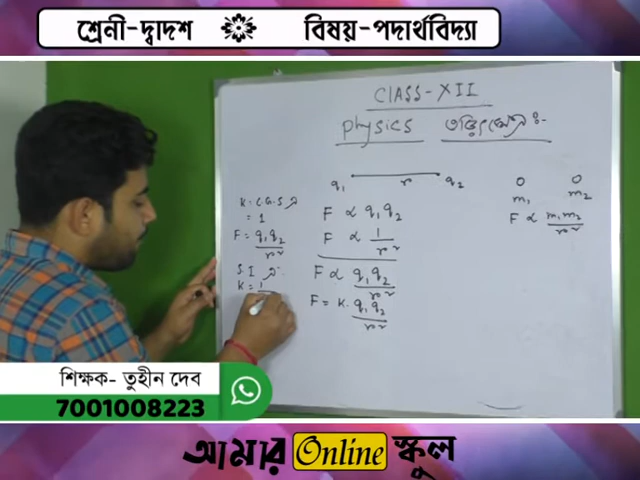 শ্রেনী-দ্বাদশ বিষয়-পদার্থবিদ্যা
CLASS-XII
Physics তড়িৎক্ষেত্র:-
q₁ r q₂
O O
m₁ m₂
F ∝ m₁m₂/r²
F ∝ q₁q₂
F ∝ 1/r²
F ∝ q₁q₂/r²
F = K. q₁q₂/r²
K = C.G.S এ
= 1
F = q₁q₂/r²
S.I এ
K = 1
শিক্ষক- তুহীন দেব
7001008223
আমার Online স্কুল